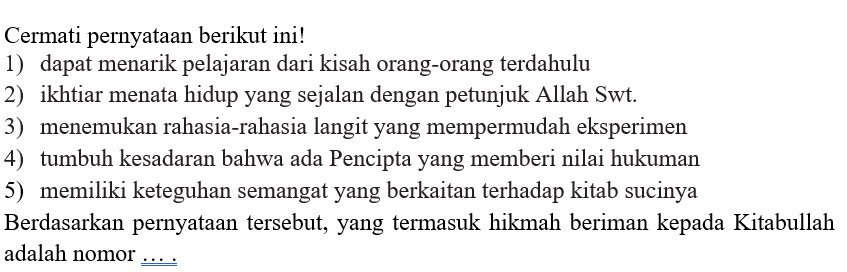 Cermati pernyataan berikut ini!
1) dapat menarik pelajaran dari kisah orang-orang terdahulu
2) ikhtiar menata hidup yang sejalan dengan petunjuk Allah Swt.
3) menemukan rahasia-rahasia langit yang mempermudah eksperimen
4) tumbuh kesadaran bahwa ada Pencipta yang memberi nilai hukuman
5) memiliki keteguhan semangat yang berkaitan terhadap kitab sucinya
Berdasarkan pernyataan tersebut, yang termasuk hikmah beriman kepada Kitabullah
adalah nomor ... .